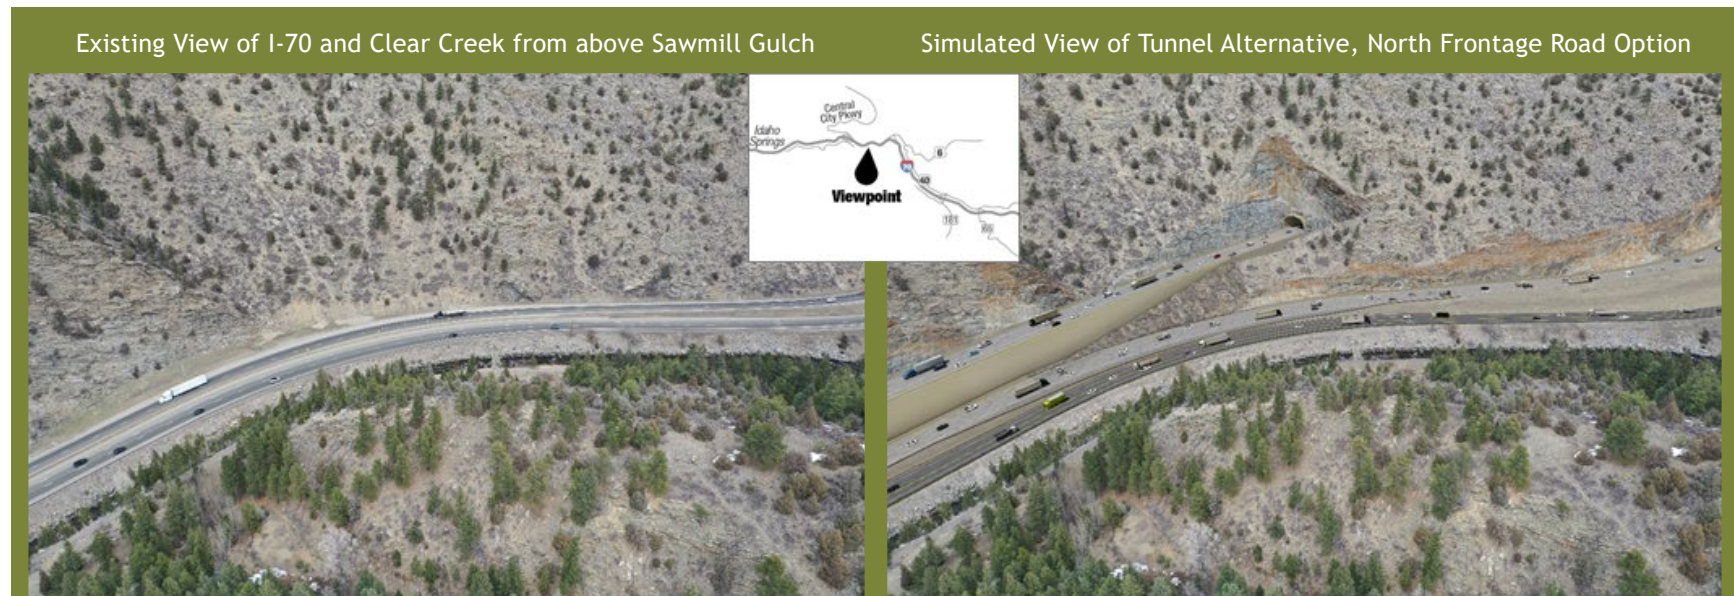 Existing View of I-70 and Clear Creek from above Sawmill Gulch
Simulated View of Tunnel Alternative, North Frontage Road Option
Central
City Pkwy
Idaho
Springs
6
70
40
Viewpoint